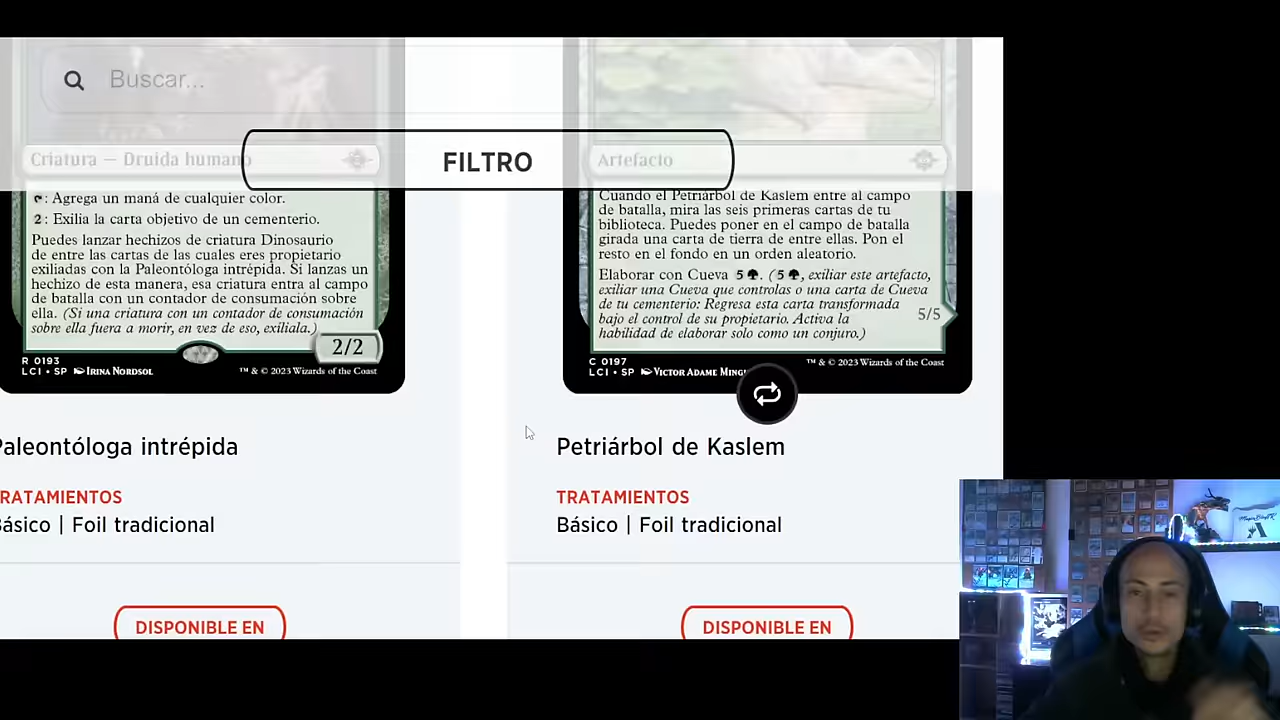 Buscar...
FILTRO
Criatura — Druida humano
: Agrega un maná de cualquier color.
2: Exilia la carta objetivo de un cementerio.
Puedes lanzar hechizos de criatura Dinosaurio
de entre las cartas de las cuales eres propietario
exiliadas con la Paleontóloga intrépida. Si lanzas un
hechizo de esta manera, esa criatura entra al campo
de batalla con un contador de consumación sobre
ella. (Si una criatura con un contador de consumación
sobre ella fuera a morir, en vez de eso, exíliala.)
2/2
R 0193
LCI • SP IRINA NORDSOL
™ & © 2023 Wizards of the Coast
Paleontóloga intrépida
RATAMIENTOS
Básico | Foil tradicional
DISPONIBLE EN
Artefacto
Cuando el Petriárbol de Kaslem entre al campo
de batalla, mira las seis primeras cartas de tu
biblioteca. Puedes poner en el campo de batalla
girada una carta de tierra de entre ellas. Pon el
resto en el fondo en un orden aleatorio.
Elaborar con Cueva 5. (5, exiliar este artefacto,
exiliar una Cueva que controlas o una carta de Cueva
de tu cementerio: Regresa esta carta transformada
bajo el control de su propietario. Activa la
habilidad de elaborar solo como un conjuro.)
5/5
C 0197
LCI • SP VICTOR ADAME MINGU
™ & © 2023 Wizards of the Coast
Petriárbol de Kaslem
TRATAMIENTOS
Básico | Foil tradicional
DISPONIBLE EN